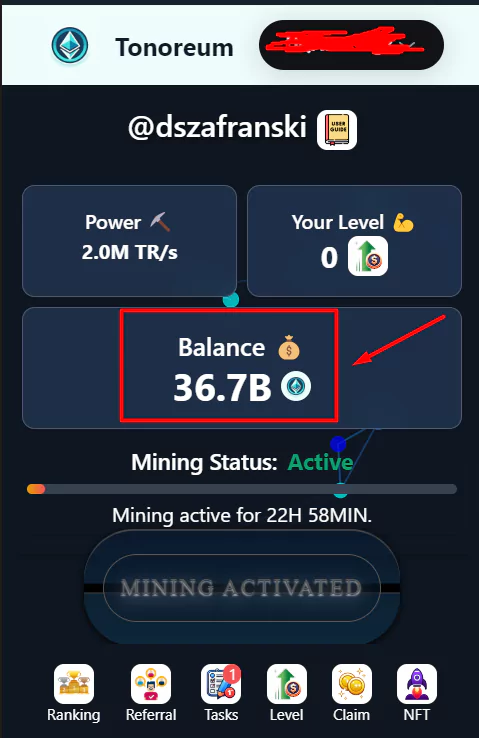 Tonoreum
@dszafranski
USER
GUIDE
Power
2.0M TR/s
Your Level
0
Balance
36.7B
Mining Status: Active
Mining active for 22H 58MIN.
MINING ACTIVATED
1
Ranking
Referral
Tasks
Level
Claim
NFT